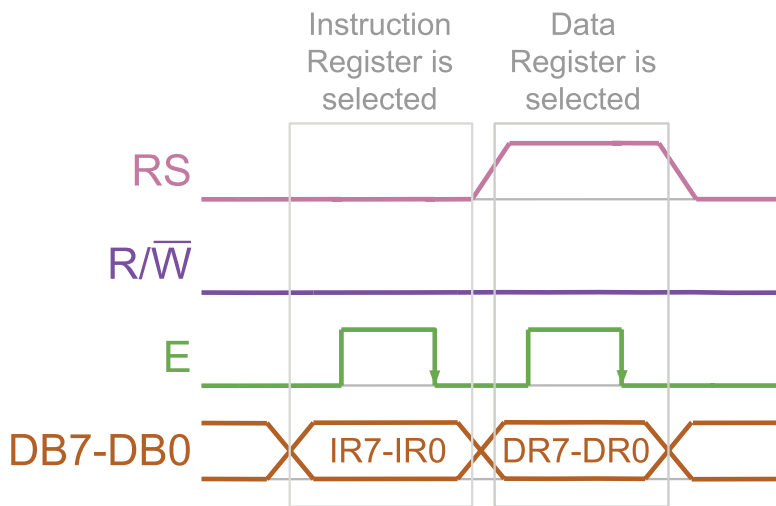 Instruction
Register is
selected
Data
Register is
selected
RS
R/W̅
E
DB7-DB0
IR7-IR0
DR7-DR0